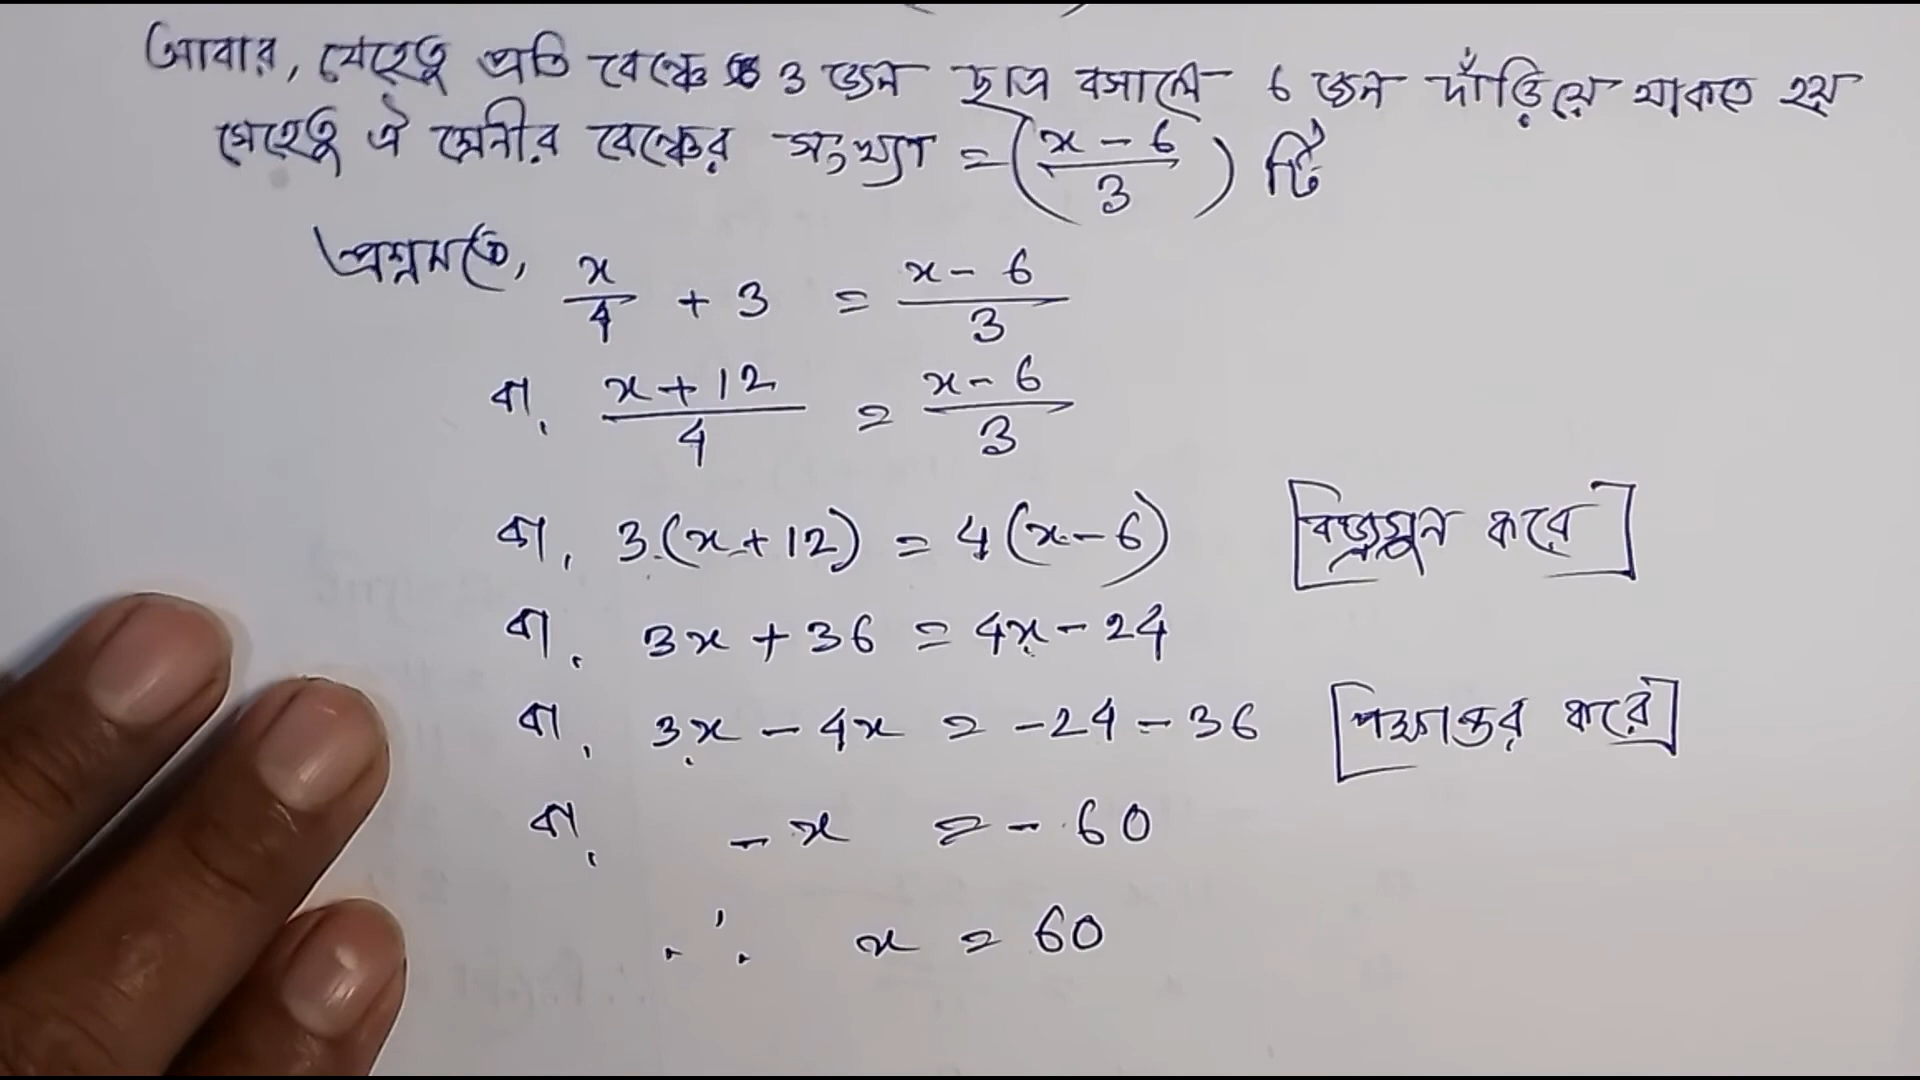 আবার, যেহেতু প্রতি বেঞ্চে 3 জন ছাত্র বসালে 6 জন দাঁড়িয়ে থাকতে হয়
সেহেতু ঐ শ্রেনীর বেঞ্চের সংখ্যা = (x - 6 / 3) টি
প্রশ্নমতে, x/4 + 3 = x - 6 / 3
বা, x + 12 / 4 = x - 6 / 3
বা, 3(x + 12) = 4(x - 6) [বজ্রগুন করে]
বা, 3x + 36 = 4x - 24
বা, 3x - 4x = -24 - 36 [পক্ষান্তর করে]
বা, - x = - 60
∴ x = 60